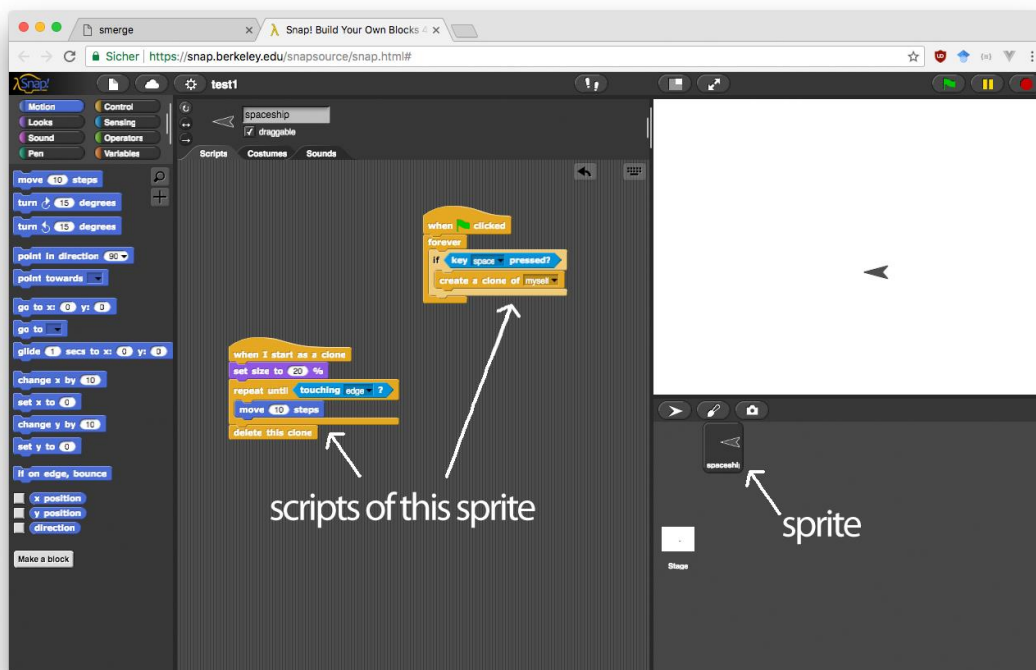 smerge
Snap! Build Your Own Blocks 4
Sicher | https://snap.berkeley.edu/snapsource/snap.html#
Snap!
test1
Motion Control
Looks Sensing
Sound Operators
Pen Variables
spaceship
draggable
Scripts Costumes Sounds
move 10 steps
turn 15 degrees
turn 15 degrees
point in direction 90
point towards
go to x: 0 y: 0
go to
glide 1 secs to x: 0 y: 0
change x by 10
set x to 0
change y by 10
set y to 0
if on edge, bounce
x position
y position
direction
Make a block
when clicked
forever
if key space pressed?
create a clone of myself
when I start as a clone
set size to 20 %
repeat until touching edge ?
move 10 steps
delete this clone
scripts of this sprite
spaceshi
sprite
Stage